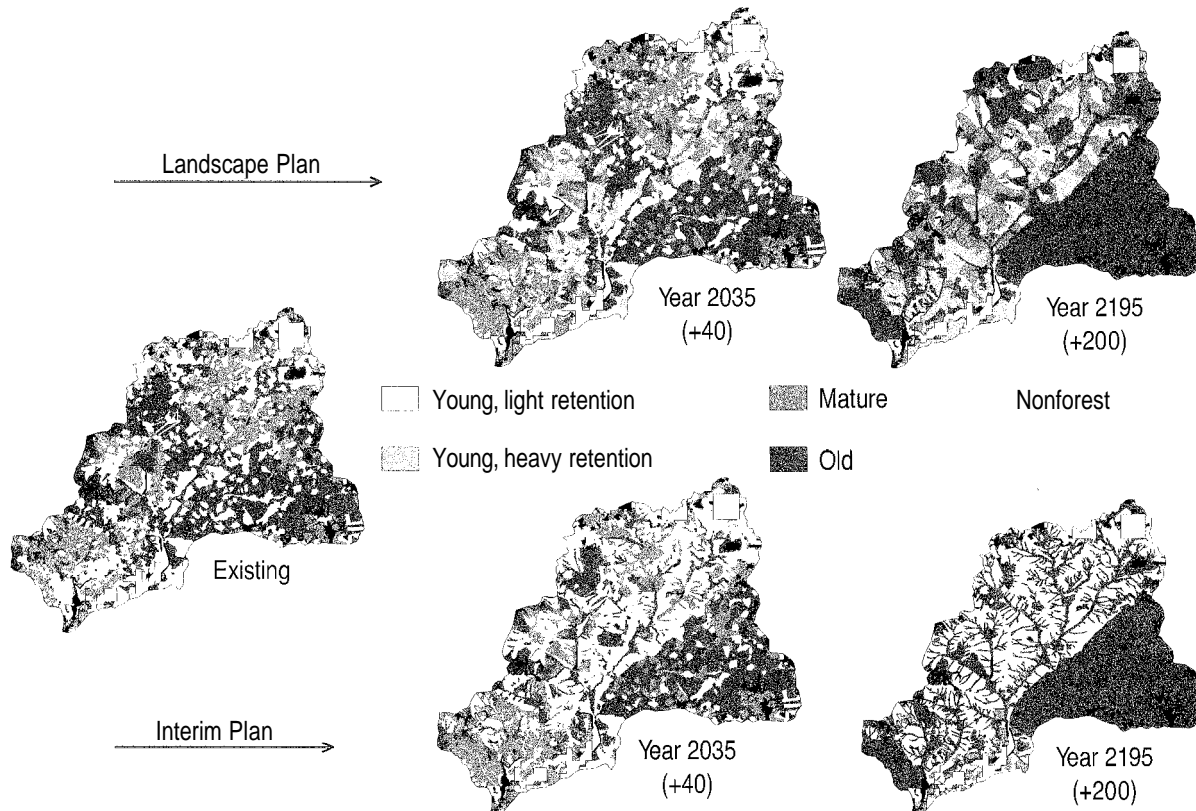 Landscape Plan
Year 2035
(+40)
Year 2195
(+200)
Young, light retention
Mature
Nonforest
Young, heavy retention
Old
Existing
Interim Plan
Year 2035
(+40)
Year 2195
(+200)